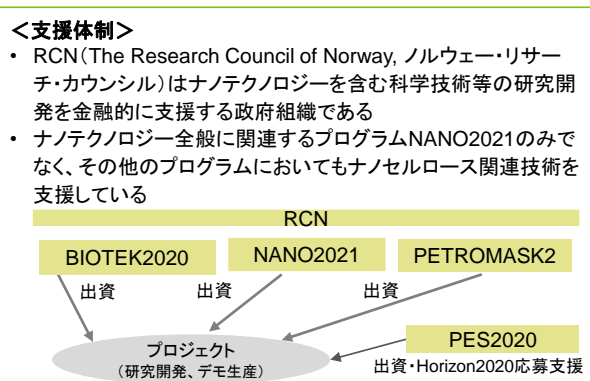 ＜支援体制＞
• RCN（The Research Council of Norway, ノルウェー・リサー
チ・カウンシル）はナノテクノロジーを含む科学技術等の研究開
発を金融的に支援する政府組織である
• ナノテクノロジー全般に関連するプログラムNANO2021のみで
なく、その他のプログラムにおいてもナノセルロース関連技術を
支援している
RCN
BIOTEK2020
NANO2021
PETROMASK2
出資
出資
出資
PES2020
プロジェクト
（研究開発、デモ生産）
出資・Horizon2020応募支援